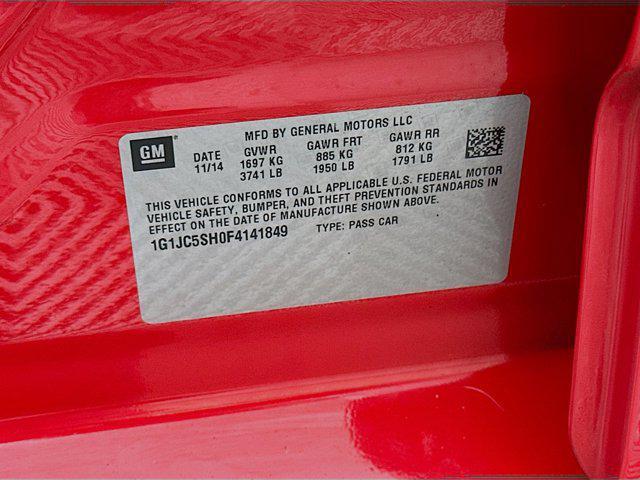 MFD BY GENERAL MOTORS LLC
GM DATE GVWR GAWR FRT GAWR RR
11/14 1697 KG 885 KG 812 KG
3741 LB 1950 LB 1791 LB
THIS VEHICLE CONFORMS TO ALL APPLICABLE U.S. FEDERAL MOTOR
VEHICLE SAFETY, BUMPER, AND THEFT PREVENTION STANDARDS IN
EFFECT ON THE DATE OF MANUFACTURE SHOWN ABOVE.
1G1JC5SH0F4141849 TYPE: PASS CAR